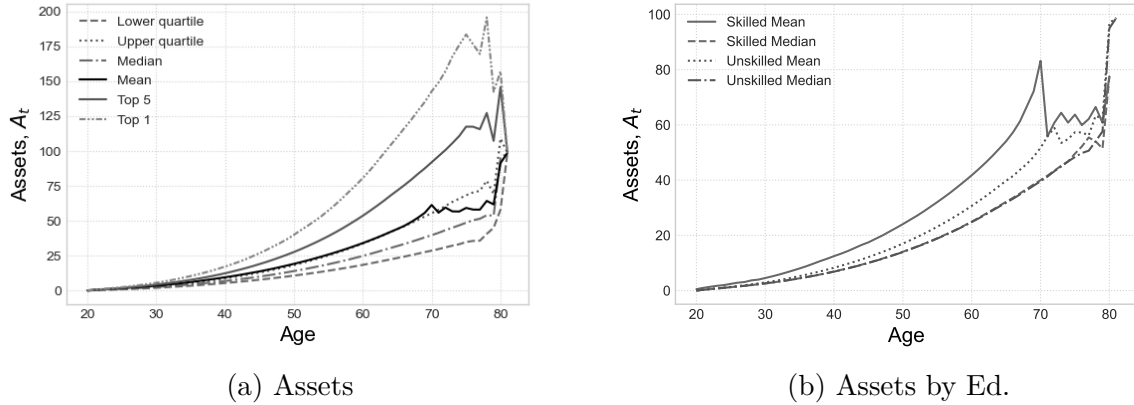 200
175
150
125
100
75
50
25
0
Assets, A_t
Lower quartile
Upper quartile
Median
Mean
Top 5
Top 1
20 30 40 50 60 70 80
Age
(a) Assets
100
80
60
40
20
0
Assets, A_t
Skilled Mean
Skilled Median
Unskilled Mean
Unskilled Median
20 30 40 50 60 70 80
Age
(b) Assets by Ed.